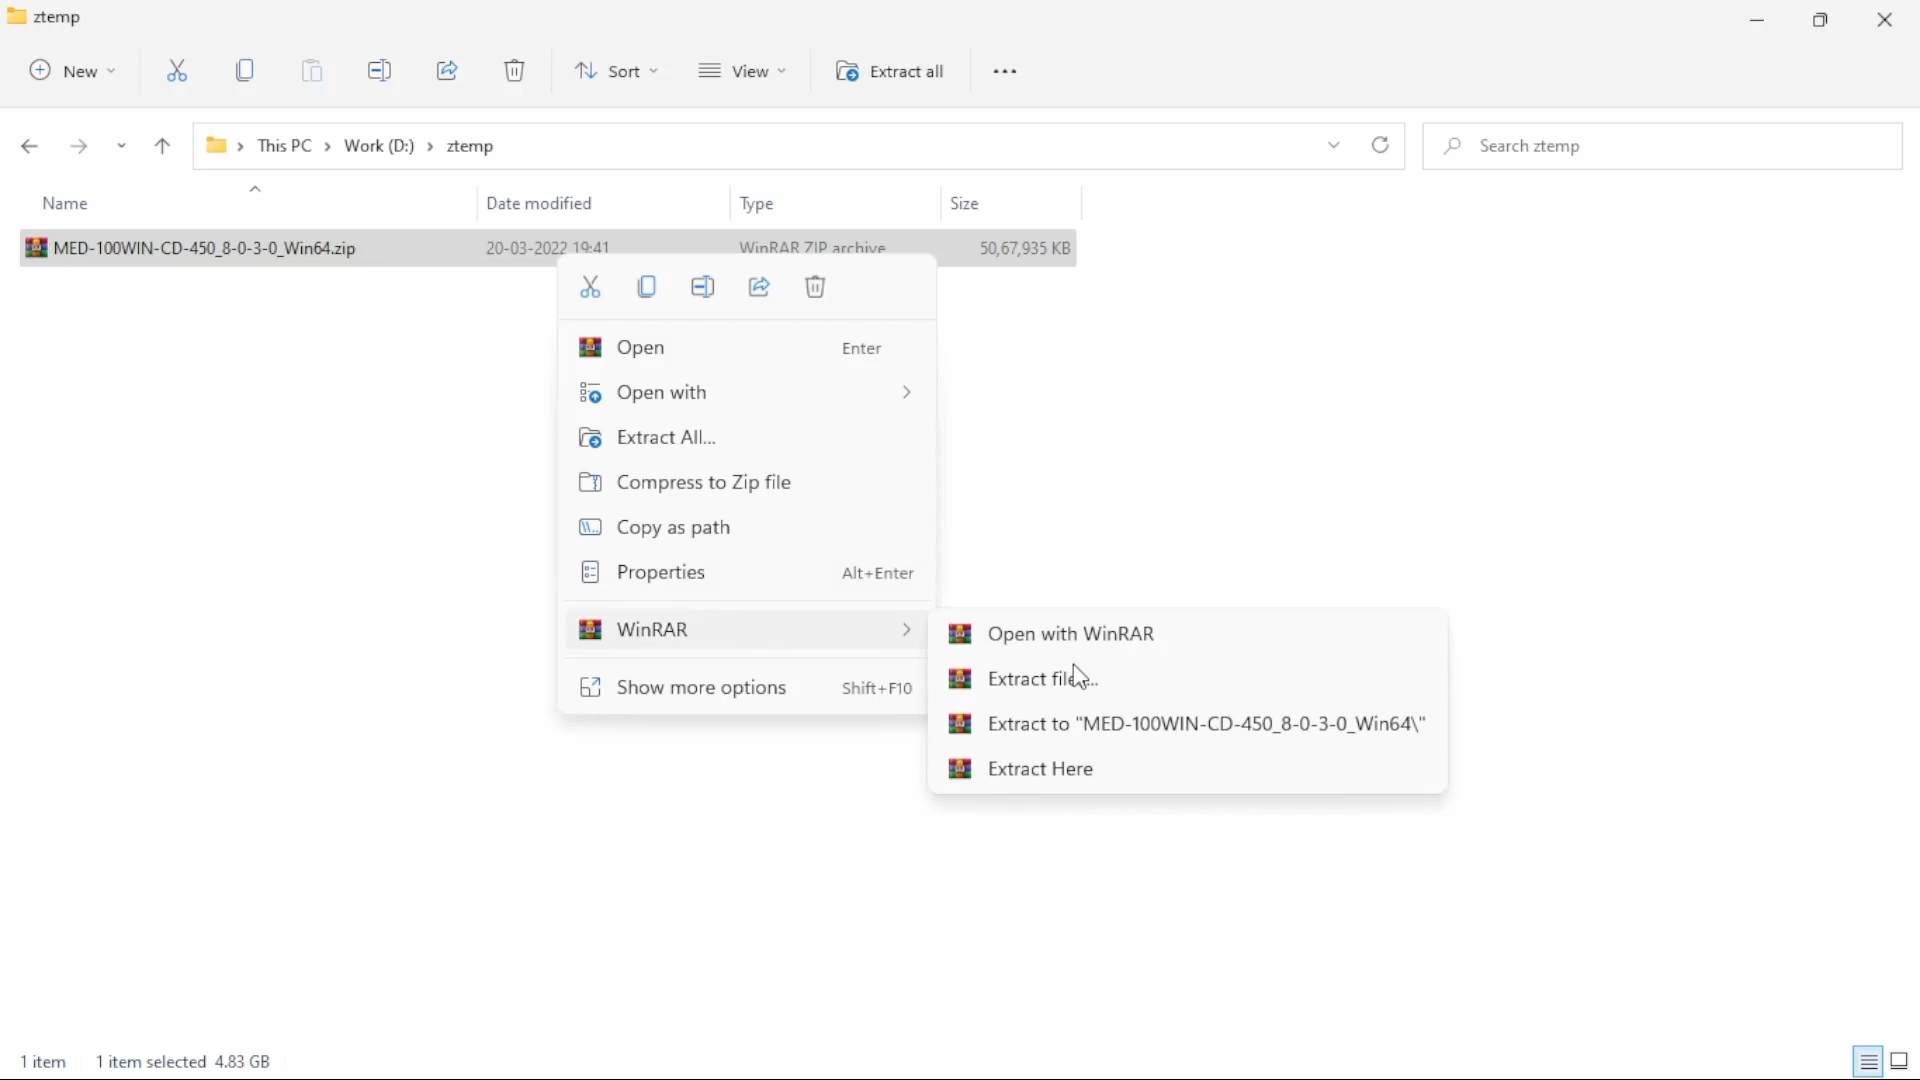 ztemp
New
Sort
View
Extract all
This PC > Work (D:) > ztemp
Search ztemp
Name
Date modified
Type
Size
MED-100WIN-CD-450_8-0-3-0_Win64.zip
20-03-2022 19:41
WinRAR ZIP archive
50,67,935 KB
Open Enter
Open with
Extract All...
Compress to Zip file
Copy as path
Properties Alt+Enter
WinRAR
Show more options Shift+F10
Open with WinRAR
Extract file...
Extract to "MED-100WIN-CD-450_8-0-3-0_Win64\"
Extract Here
1 item 1 item selected 4.83 GB